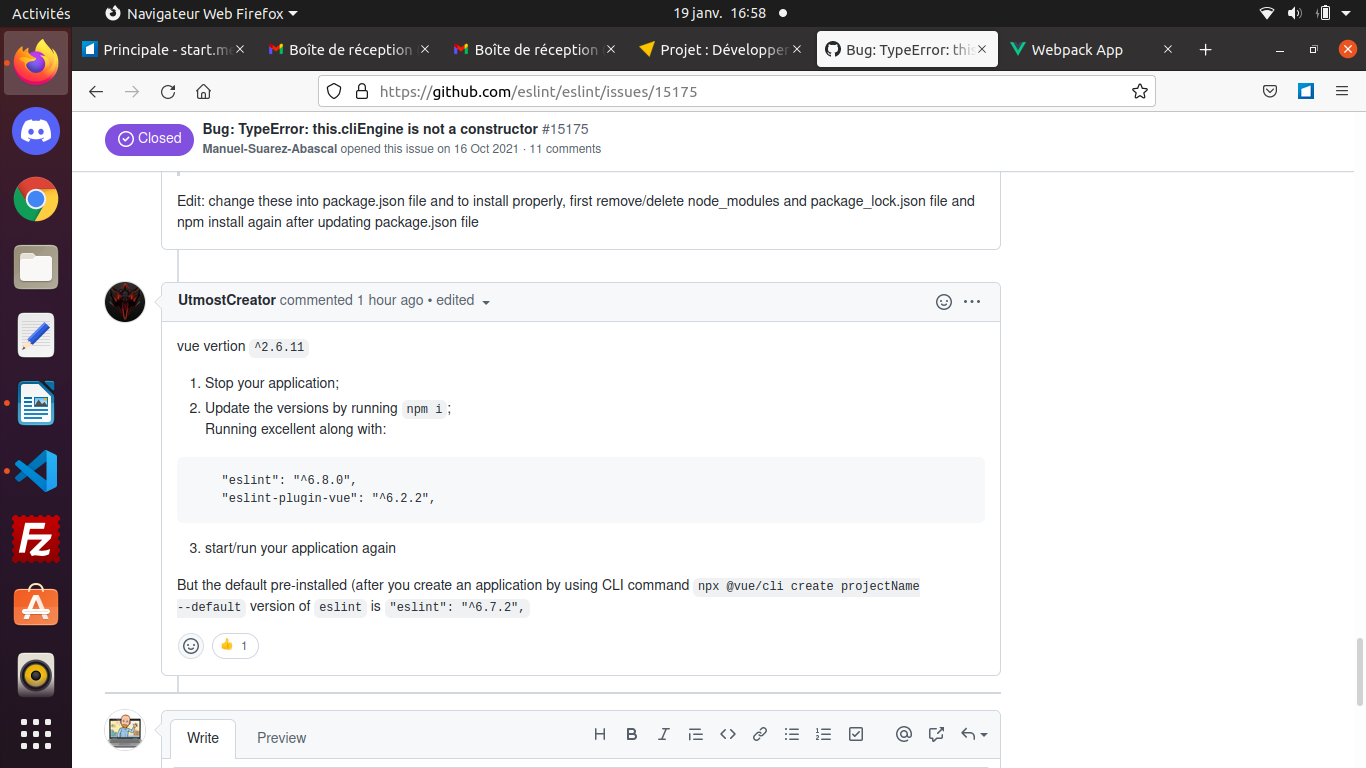 Activités
Navigateur Web Firefox
19 janv. 16:58
Principale - start.m
Boîte de réception
Boîte de réception
Projet : Développer
Bug: TypeError: this
Webpack App
https://github.com/eslint/eslint/issues/15175
Closed
Bug: TypeError: this.cliEngine is not a constructor #15175
Manuel-Suarez-Abascal opened this issue on 16 Oct 2021 · 11 comments
Edit: change these into package.json file and to install properly, first remove/delete node_modules and package_lock.json file and
npm install again after updating package.json file
UtmostCreator commented 1 hour ago • edited
vue vertion ^2.6.11
1. Stop your application;
2. Update the versions by running npm i;
Running excellent along with:
"eslint": "^6.8.0",
"eslint-plugin-vue": "^6.2.2",
3. start/run your application again
But the default pre-installed (after you create an application by using CLI command npx @vue/cli create projectName
--default version of eslint is "eslint": "^6.7.2",
👍 1
Write
Preview